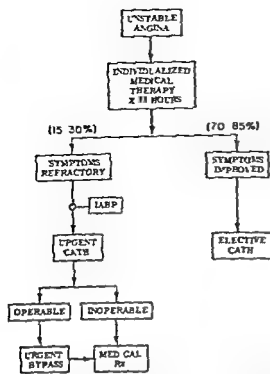 UNSTABLE
ANGINA
INDIVIDIALIZED
MEDICAL
THERAPY
X HOURS
(15 30%)
(70 85%)
SYMPTOMS
REFRACTORY
SYMPTOMS
IMPROVED
IABP
URGENT
CATH
ELECTIVE
CATH
OPERABLE
INOPERABLE
URGENT
BYPASS
MEDICAL
Rx